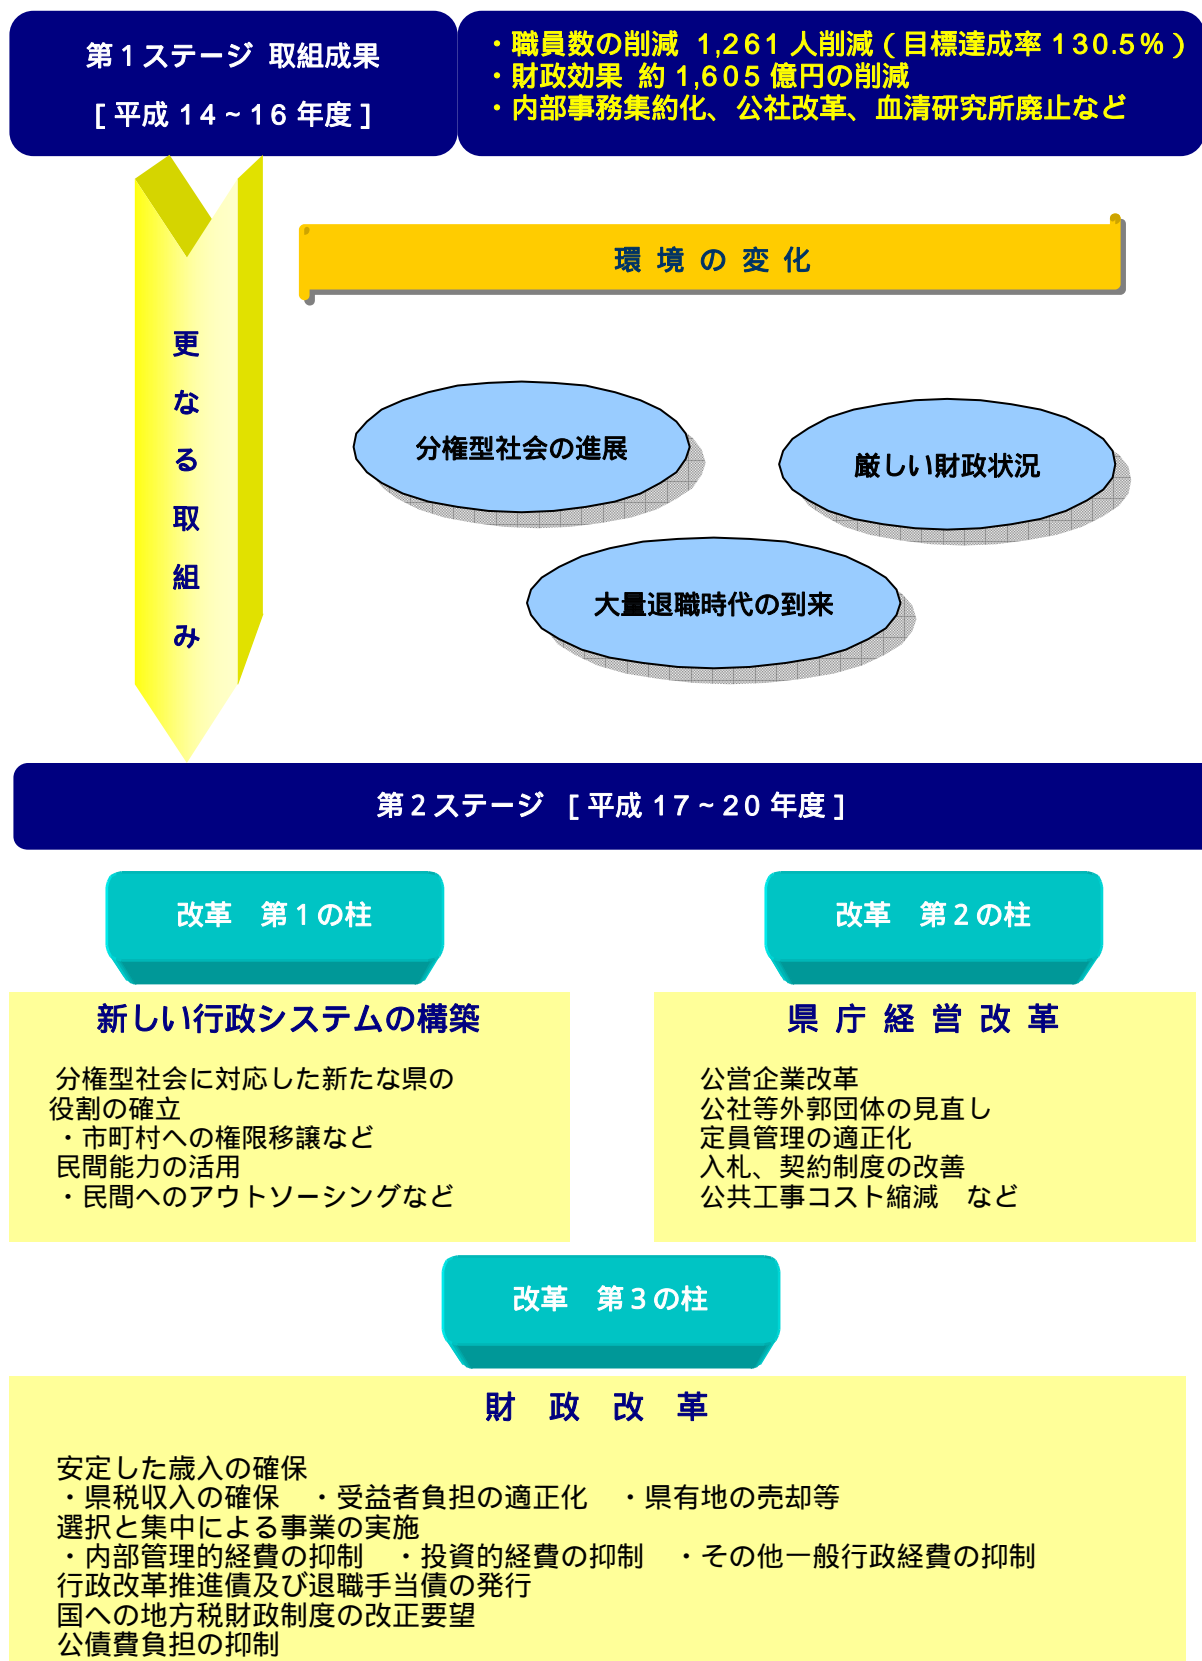 第1ステージ 取組成果
[平成14~16年度]
・職員数の削減 1,261人削減(目標達成率130.5%)
・財政効果 約1,605億円の削減
・内部事務集約化、公社改革、血清研究所廃止など
環境の変化
更なる取組み
分権型社会の進展
厳しい財政状況
大量退職時代の到来
第2ステージ [平成17~20年度]
改革 第1の柱
新しい行政システムの構築
分権型社会に対応した新たな県の
役割の確立
・市町村への権限移譲など
民間能力の活用
・民間へのアウトソーシングなど
改革 第2の柱
県庁経営改革
公営企業改革
公社等外郭団体の見直し
定員管理の適正化
入札、契約制度の改善
公共工事コスト縮減 など
改革 第3の柱
財政改革
安定した歳入の確保
・県税収入の確保 ・受益者負担の適正化 ・県有地の売却等
選択と集中による事業の実施
・内部管理的経費の抑制 ・投資的経費の抑制 ・その他一般行政経費の抑制
行政改革推進債及び退職手当債の発行
国への地方税財政制度の改正要望
公債費負担の抑制